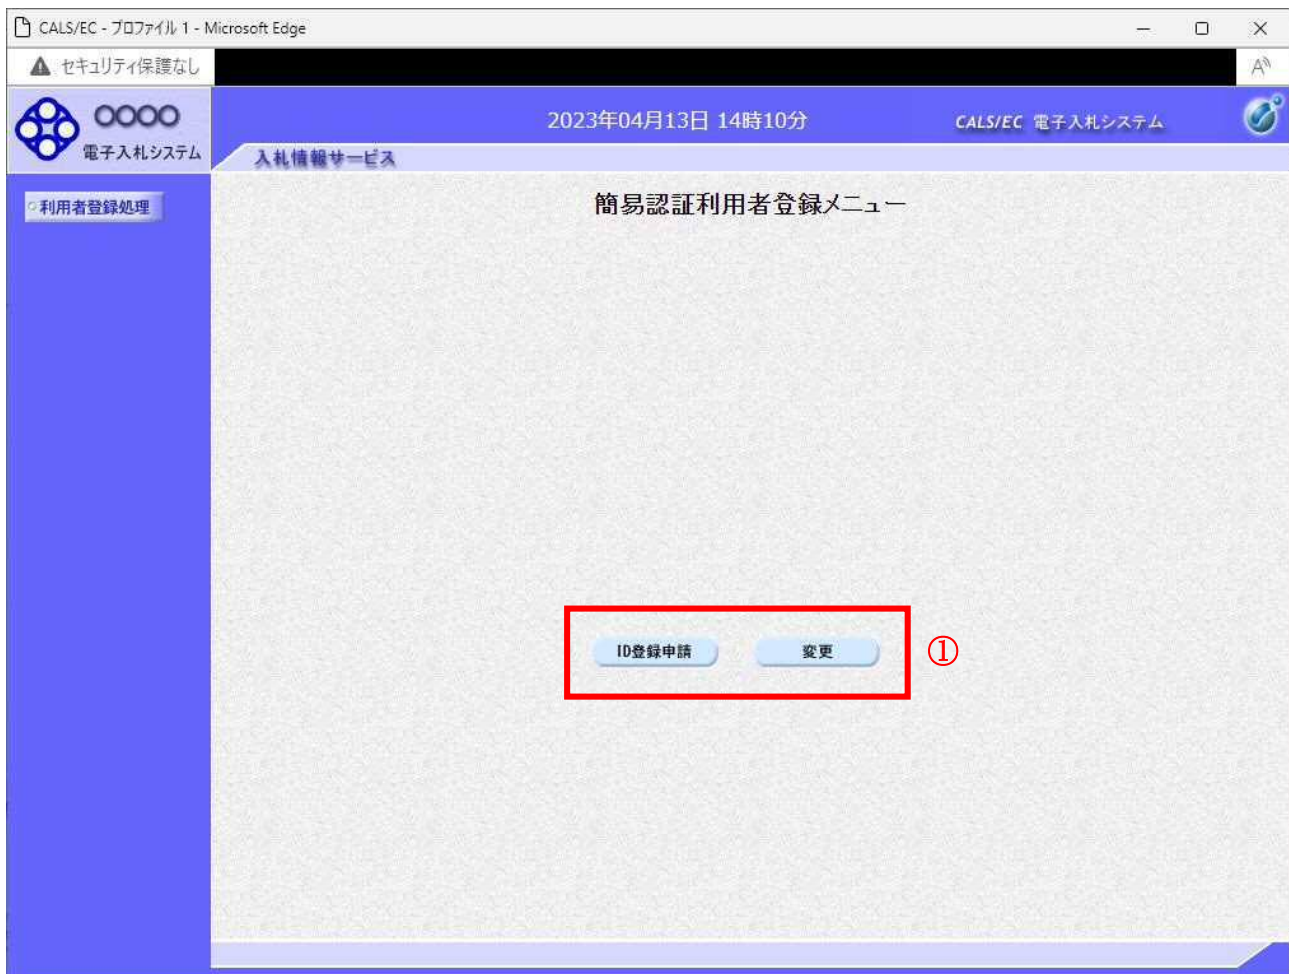 CALS/EC - プロファイル 1 - Microsoft Edge
セキュリティ保護なし
A
〇〇〇〇
電子入札システム
2023年04月13日 14時10分
CALS/EC 電子入札システム
入札情報サービス
利用者登録処理
簡易認証利用者登録メニュー
ID登録申請 変更 ①